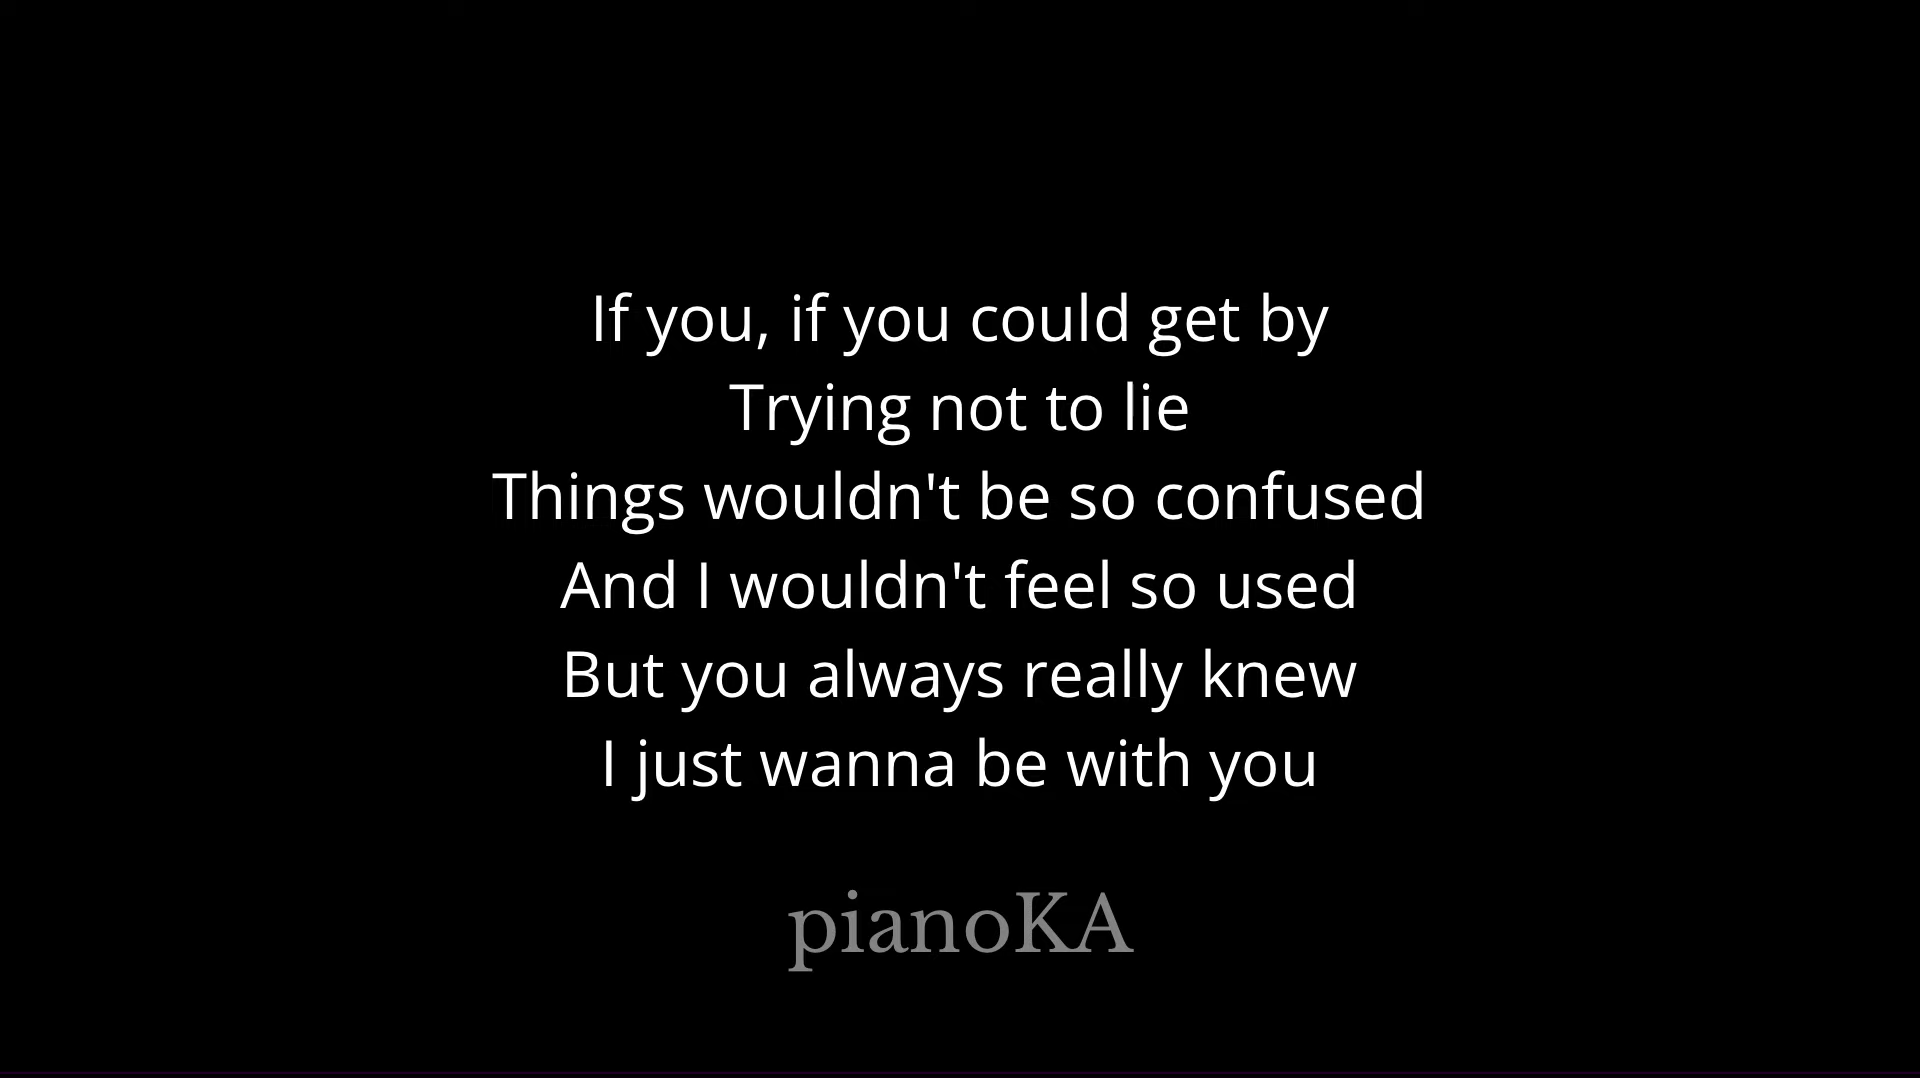 If you, if you could get by
Trying not to lie
Things wouldn't be so confused
And I wouldn't feel so used
But you always really knew
I just wanna be with you
pianoKA